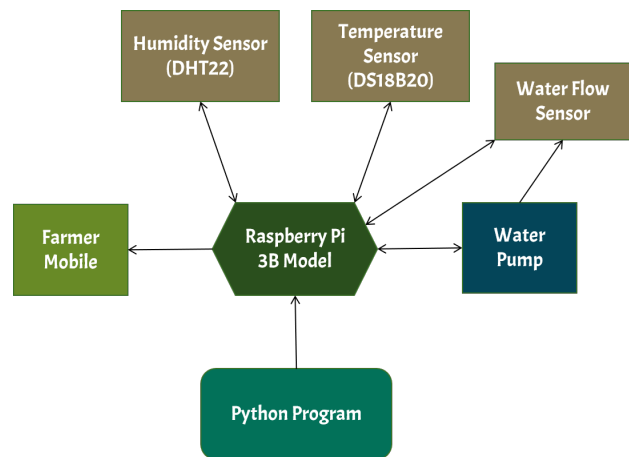 Humidity Sensor
(DHT22)
Temperature
Sensor
(DS18B20)
Water Flow
Sensor
Farmer
Mobile
Raspberry Pi
3B Model
Water
Pump
Python Program